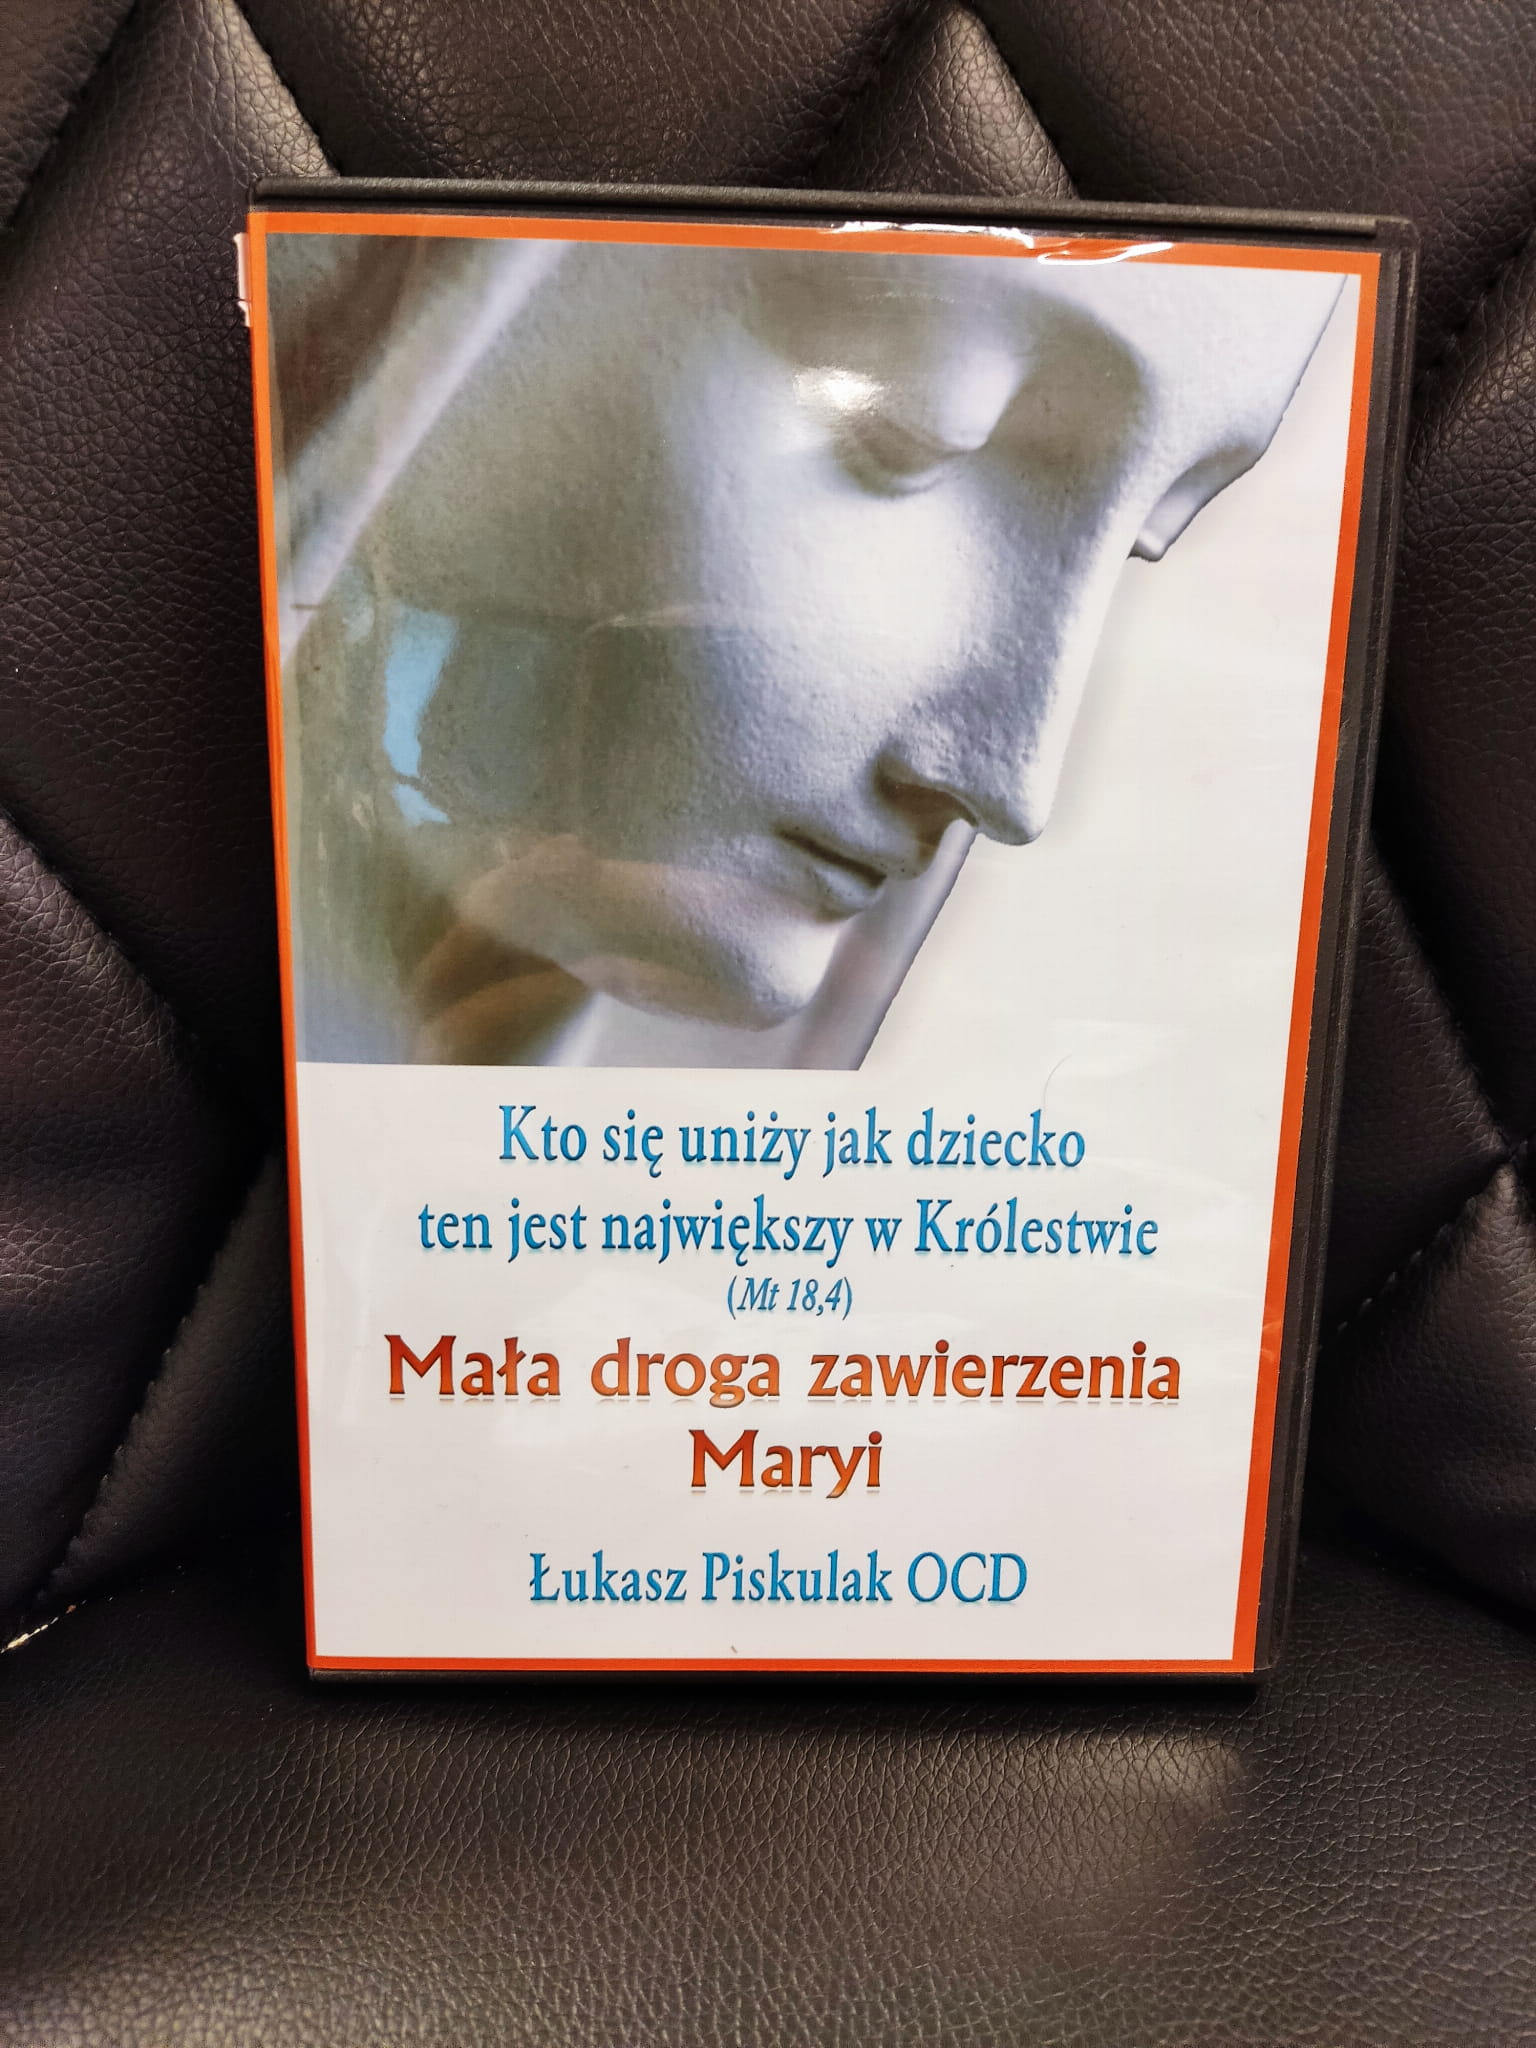 Kto się uniży jak dziecko
ten jest największy w Królestwie
(Mt 18,4)
Mała droga zawierzenia
Maryi
Łukasz Piskulak OCD